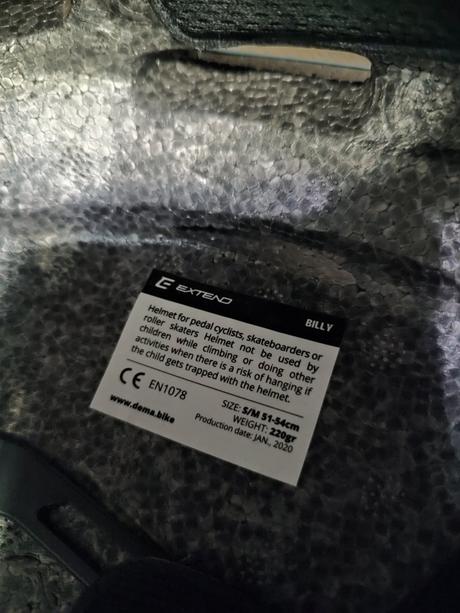 EXTEND BILLY
Helmet for pedal cyclists, skateboarders or
roller skaters Helmet not be used by
children while climbing or doing other
activities when there is a risk of hanging if
the child gets trapped with the helmet.
CE EN1078
www.dema.bike
SIZE: S/M 51-54cm
WEIGHT: 220gr
Production date: JAN., 2020